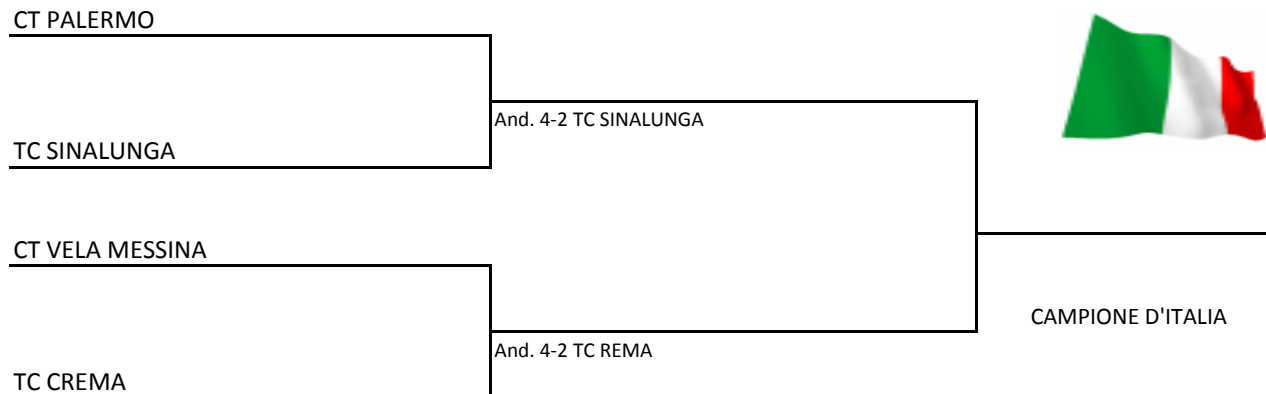 CT PALERMO
And. 4-2 TC SINALUNGA
TC SINALUNGA
CT VELA MESSINA
CAMPIONE D'ITALIA
And. 4-2 TC REMA
TC CREMA